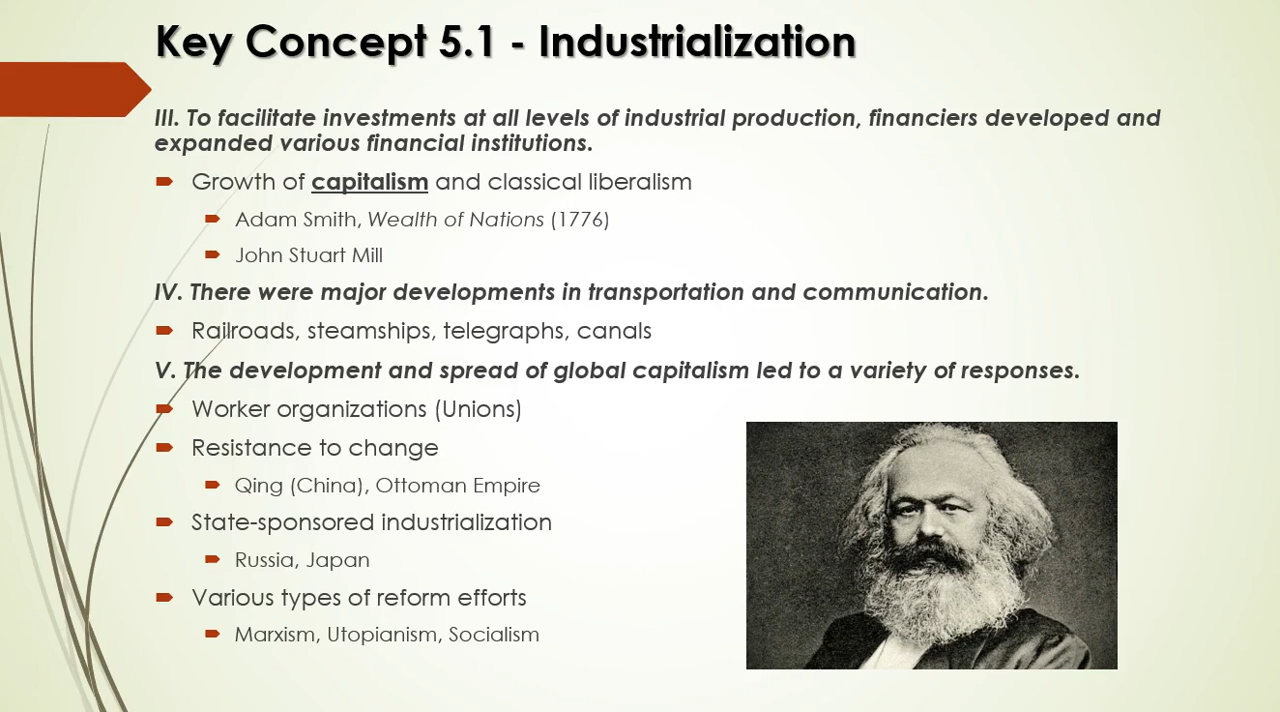 Key Concept 5.1 - Industrialization
III. To facilitate investments at all levels of industrial production, financiers developed and
expanded various financial institutions.
Growth of capitalism and classical liberalism
Adam Smith, Wealth of Nations (1776)
John Stuart Mill
IV. There were major developments in transportation and communication.
Railroads, steamships, telegraphs, canals
V. The development and spread of global capitalism led to a variety of responses.
Worker organizations (Unions)
Resistance to change
Qing (China), Ottoman Empire
State-sponsored industrialization
Russia, Japan
Various types of reform efforts
Marxism, Utopianism, Socialism